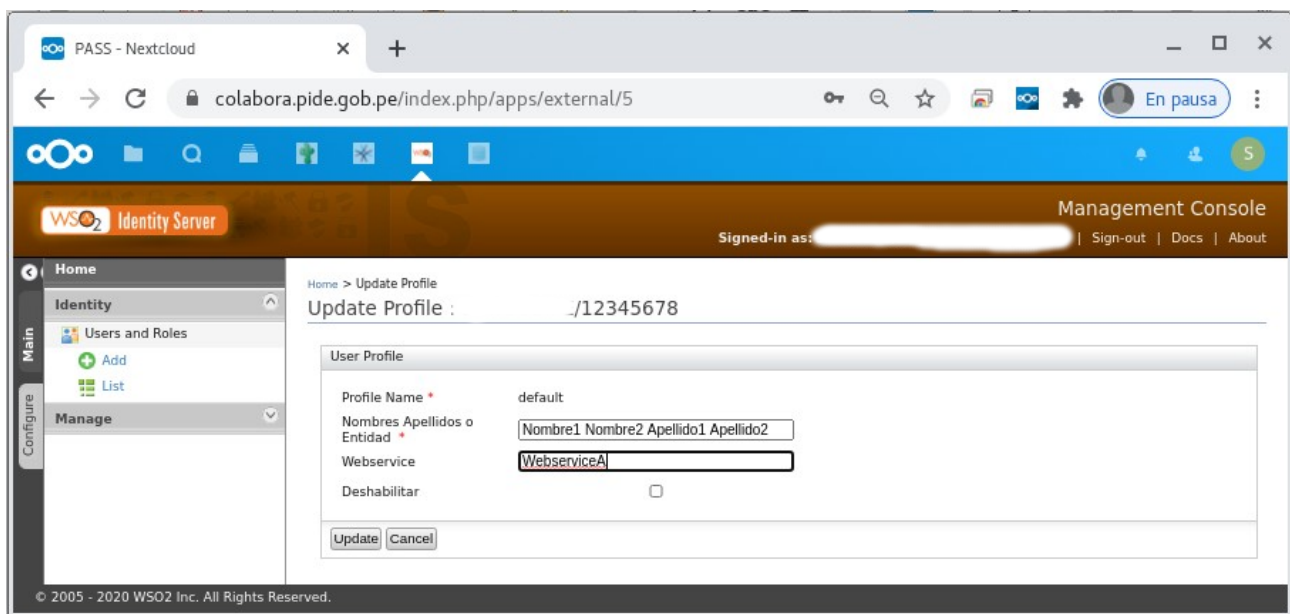 PASS - Nextcloud
colabora.pide.gob.pe/index.php/apps/external/5
En pausa
S
WSO2 Identity Server
Management Console
Signed-in as: | Sign-out | Docs | About
Home
Identity
Users and Roles
Add
List
Manage
Main
Configure
Home > Update Profile
Update Profile : /12345678
User Profile
Profile Name * default
Nombres Apellidos o
Entidad * Nombre1 Nombre2 Apellido1 Apellido2
Webservice WebserviceA
Deshabilitar
Update Cancel
© 2005 - 2020 WSO2 Inc. All Rights Reserved.